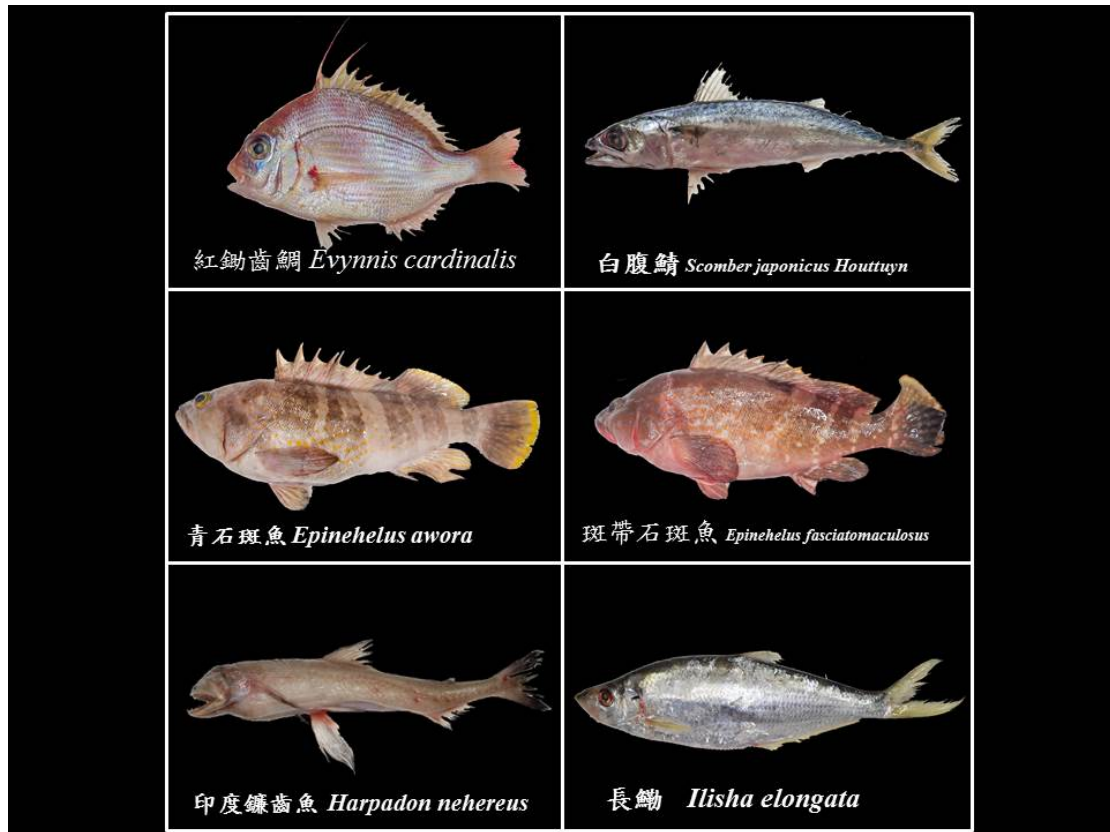 紅鋤齒鯛 Evynnis cardinalis
白腹鯖 Scomber japonicus Houttuyn
青石斑魚 Epinehelus awora
斑帶石斑魚 Epinehelus fasciatomaculosus
印度鐮齒魚 Harpadon nehereus
長鰳 Ilisha elongata